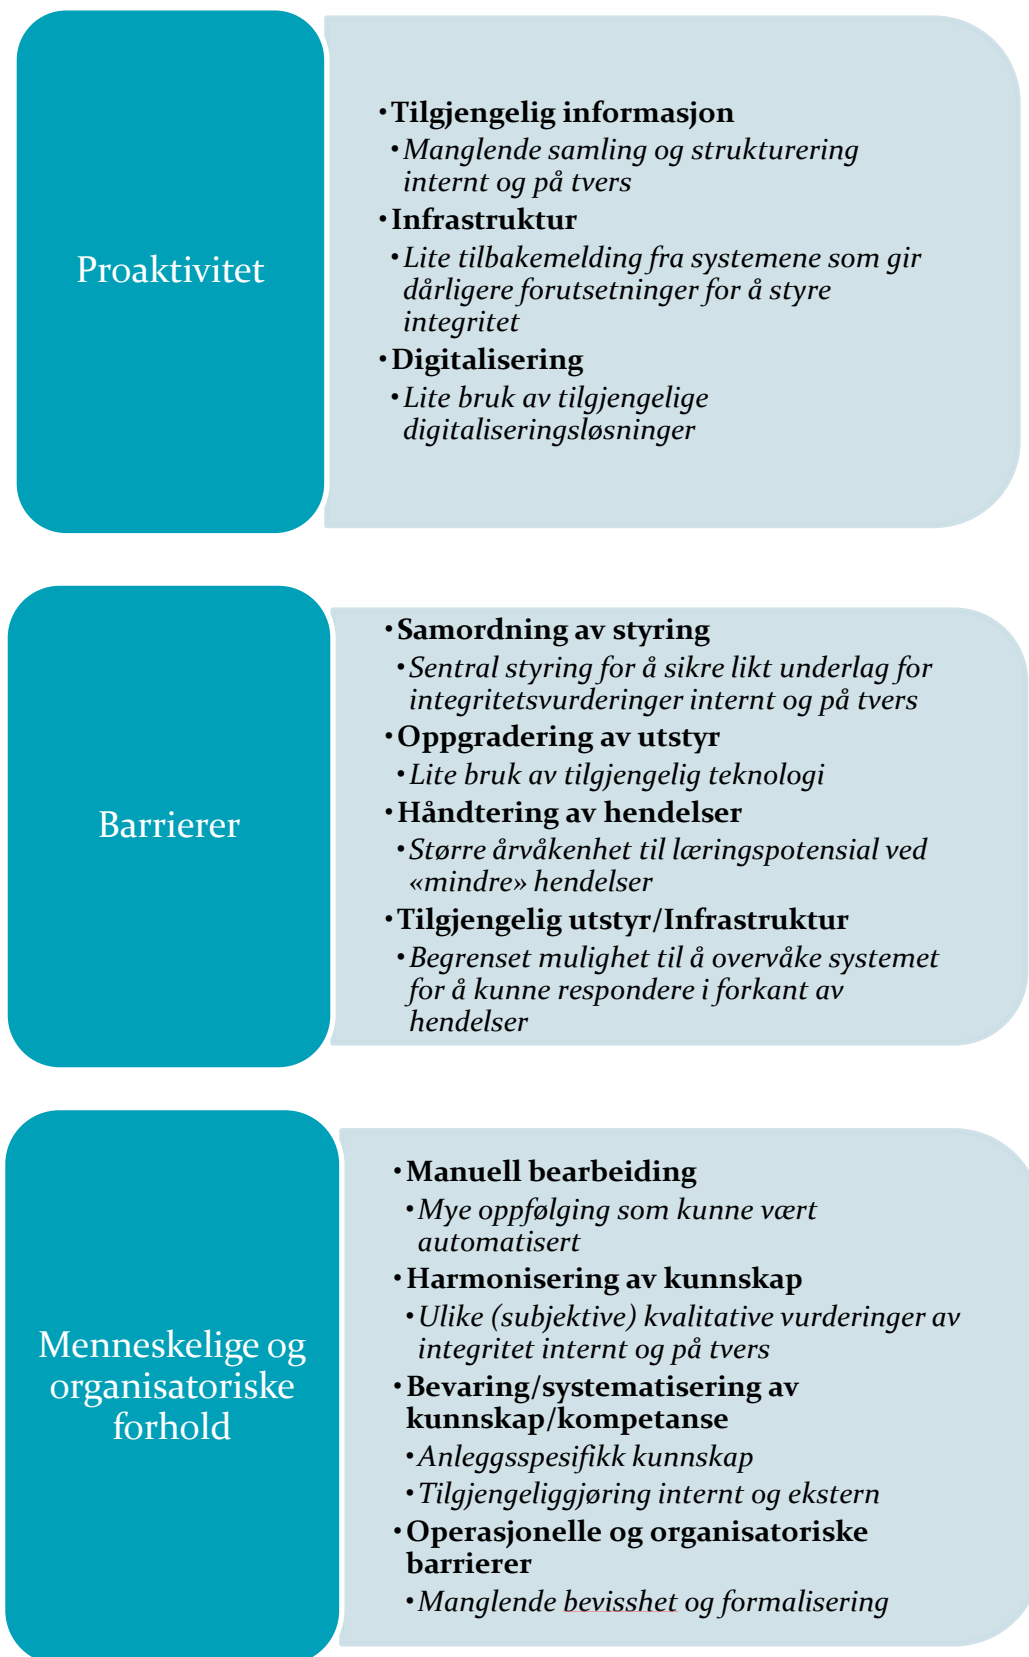 Proaktivitet
•Tilgjengelig informasjon
•Manglende samling og strukturering
internt og på tvers
•Infrastruktur
•Lite tilbakemelding fra systemene som gir
dårligere forutsetninger for å styre
integritet
•Digitalisering
•Lite bruk av tilgjengelige
digitaliseringsløsninger
Barrierer
•Samordning av styring
•Sentral styring for å sikre likt underlag for
integritetsvurderinger internt og på tvers
•Oppgradering av utstyr
•Lite bruk av tilgjengelig teknologi
•Håndtering av hendelser
•Større årvåkenhet til læringspotensial ved
«mindre» hendelser
•Tilgjengelig utstyr/Infrastruktur
•Begrenset mulighet til å overvåke systemet
for å kunne respondere i forkant av
hendelser
Menneskelige og
organisatoriske
forhold
•Manuell bearbeiding
•Mye oppfølging som kunne vært
automatisert
•Harmonisering av kunnskap
•Ulike (subjektive) kvalitative vurderinger av
integritet internt og på tvers
•Bevaring/systematisering av
kunnskap/kompetanse
•Anleggsspesifikk kunnskap
•Tilgjengeliggjøring internt og ekstern
•Operasjonelle og organisatoriske
barrierer
•Manglende bevisshet og formalisering